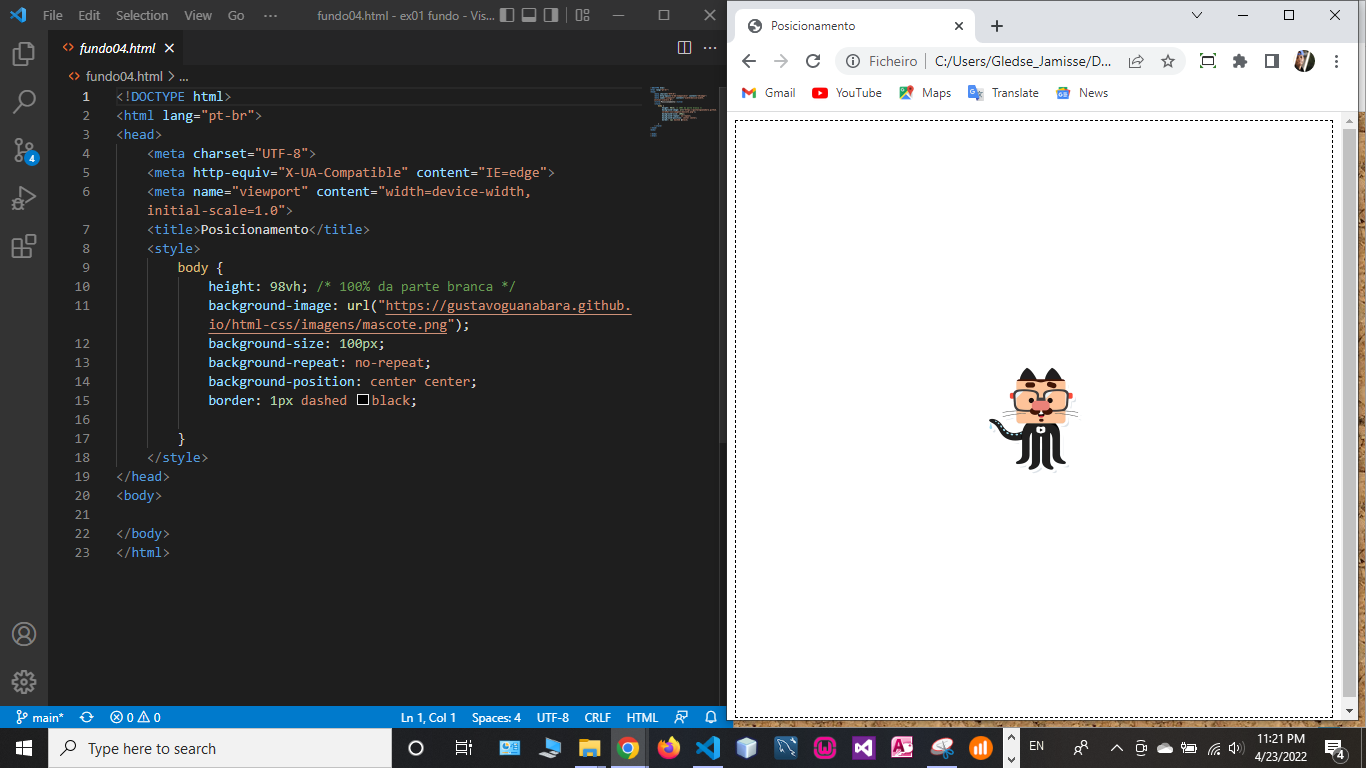 File Edit Selection View Go ··· fundo04.html - ex01 fundo - Vis...
fundo04.html
fundo04.html > ...
1 <!DOCTYPE html>
2 <html lang="pt-br">
3 <head>
4 <meta charset="UTF-8">
5 <meta http-equiv="X-UA-Compatible" content="IE=edge">
6 <meta name="viewport" content="width=device-width,
initial-scale=1.0">
7 <title>Posicionamento</title>
8 <style>
9 body {
10 height: 98vh; /* 100% da parte branca */
11 background-image: url("https://gustavoguanabara.github.
io/html-css/imagens/mascote.png");
12 background-size: 100px;
13 background-repeat: no-repeat;
14 background-position: center center;
15 border: 1px dashed black;
16
17 }
18 </style>
19 </head>
20 <body>
21
22 </body>
23 </html>
4
main* 0 0 Ln 1, Col 1 Spaces: 4 UTF-8 CRLF HTML
Posicionamento
Ficheiro C:/Users/Gledse_Jamisse/D...
Gmail YouTube Maps Translate News
Type here to search
EN
11:21 PM
4/23/2022
4